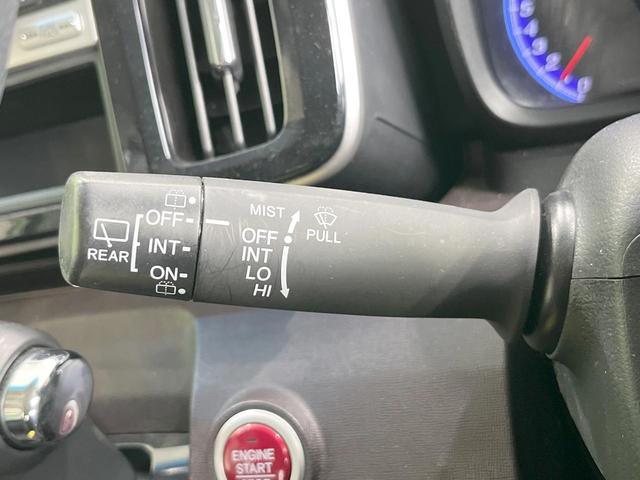 OFF
INT
ON
REAR
MIST
OFF
INT
LO
HI
PULL
ENGINE
START